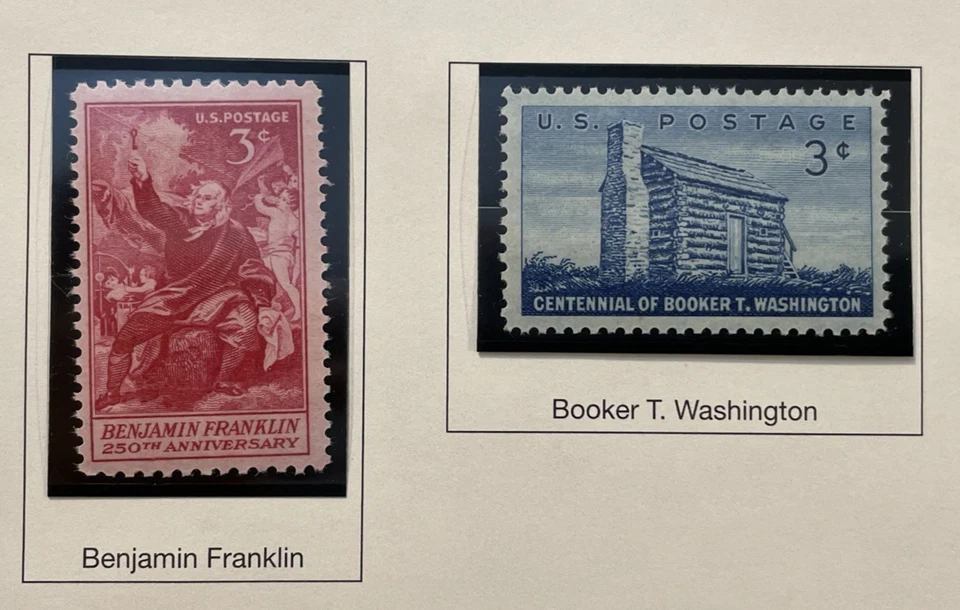 U.S. POSTAGE
3¢
BENJAMIN FRANKLIN
250TH ANNIVERSARY
Benjamin Franklin
U.S. POSTAGE
3¢
CENTENNIAL OF BOOKER T. WASHINGTON
Booker T. Washington